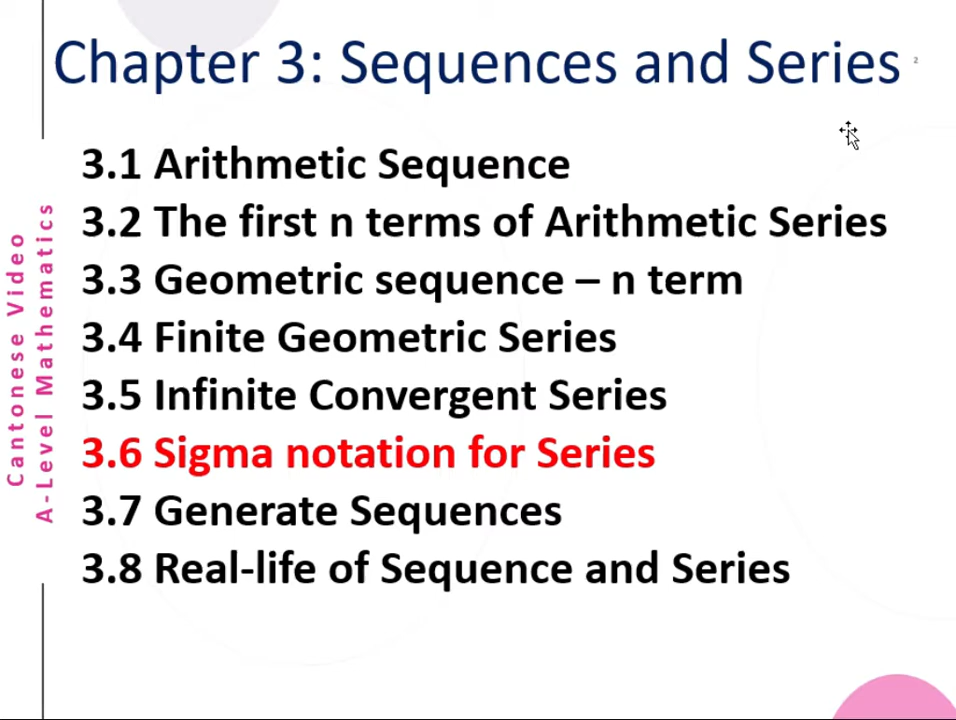 Chapter 3: Sequences and Series
2
3.1 Arithmetic Sequence
3.2 The first n terms of Arithmetic Series
3.3 Geometric sequence – n term
3.4 Finite Geometric Series
3.5 Infinite Convergent Series
3.6 Sigma notation for Series
3.7 Generate Sequences
3.8 Real-life of Sequence and Series
Cantonese Video
A-Level Mathematics